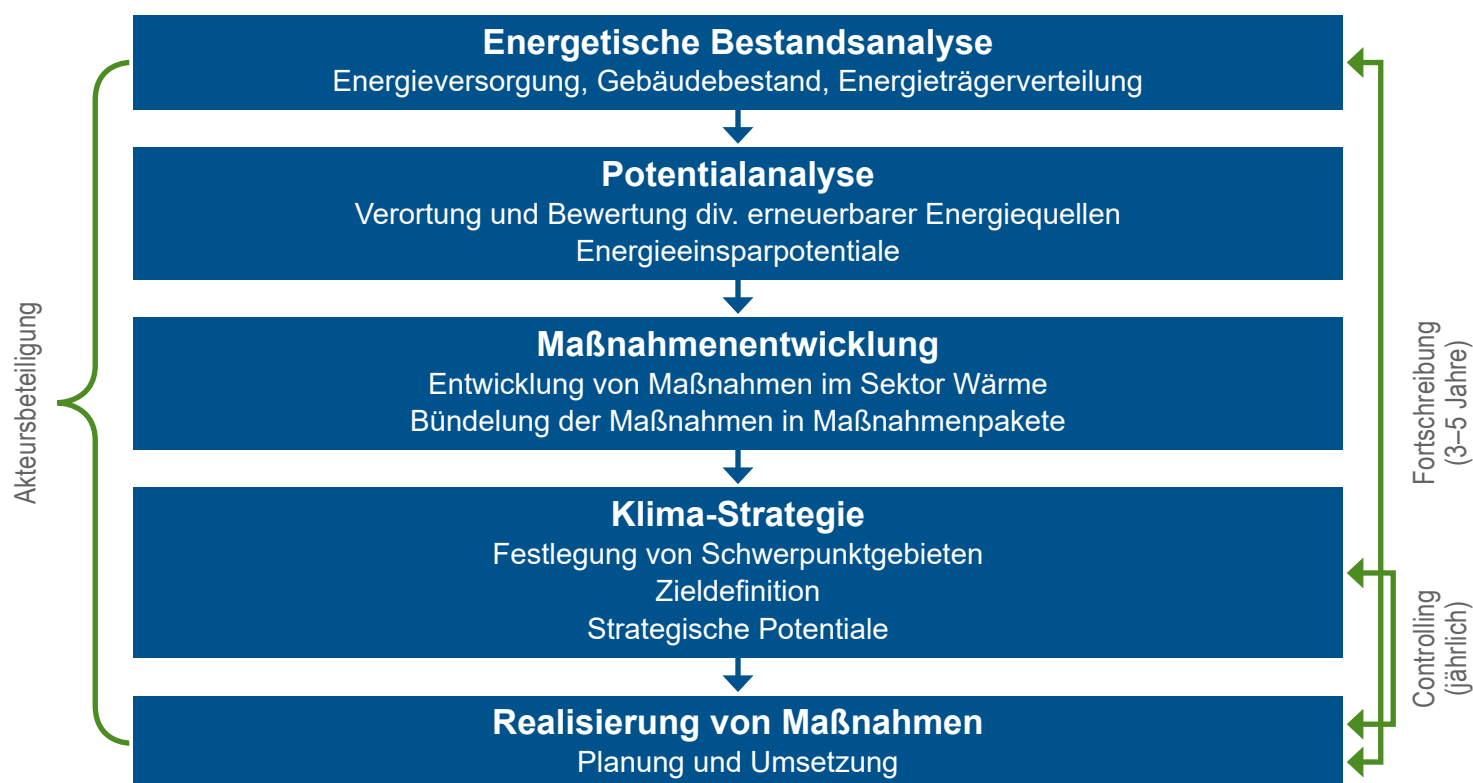 Energetische Bestandsanalyse
Energieversorgung, Gebäudebestand, Energieträgerverteilung
Potentialanalyse
Verortung und Bewertung div. erneuerbarer Energiequellen
Energieeinsparpotentiale
Maßnahmenentwicklung
Entwicklung von Maßnahmen im Sektor Wärme
Bündelung der Maßnahmen in Maßnahmenpakete
Klima-Strategie
Festlegung von Schwerpunktgebieten
Zieldefinition
Strategische Potentiale
Realisierung von Maßnahmen
Planung und Umsetzung
Akteursbeteiligung
Fortschreibung
(3–5 Jahre)
Controlling
(jährlich)